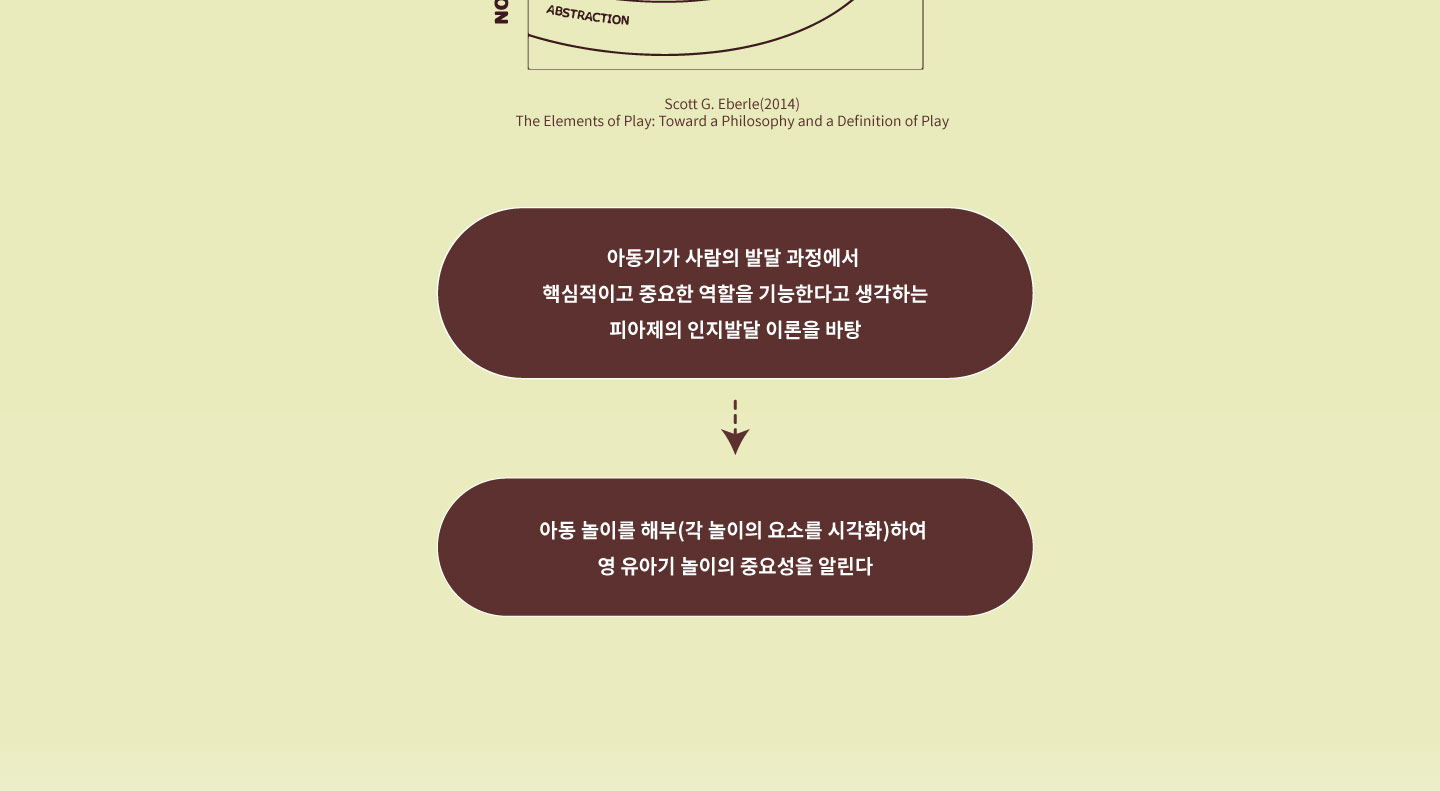 ABSTRACTION
Scott G. Eberle(2014)
The Elements of Play: Toward a Philosophy and a Definition of Play
아동기가 사람의 발달 과정에서
핵심적이고 중요한 역할을 기능한다고 생각하는
피아제의 인지발달 이론을 바탕
아동 놀이를 해부(각 놀이의 요소를 시각화)하여
영 유아기 놀이의 중요성을 알린다